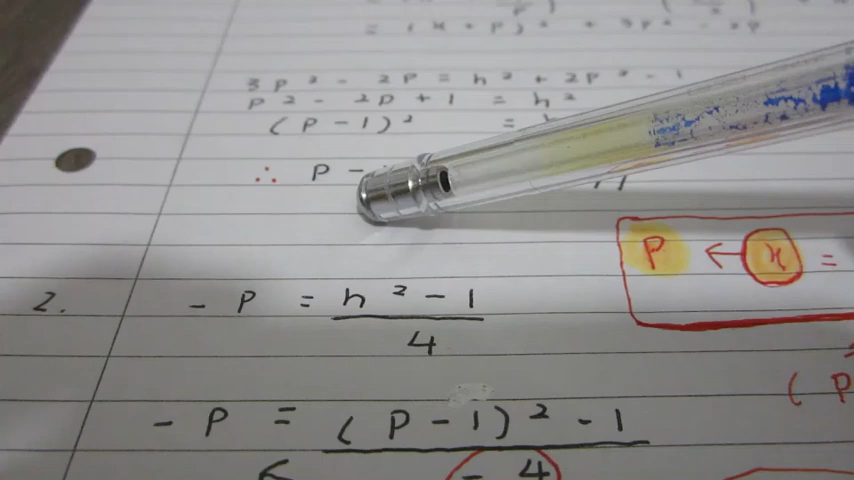 = (x + p)² + 3p² - 2p
3p² - 2p = h² + 2p² - 1
p² - 2p + 1 = h²
(p - 1)² =
∴ p -
p ← x =
2. - p = h² - 1
4
(p
- p = (p - 1)² - 1
- 4